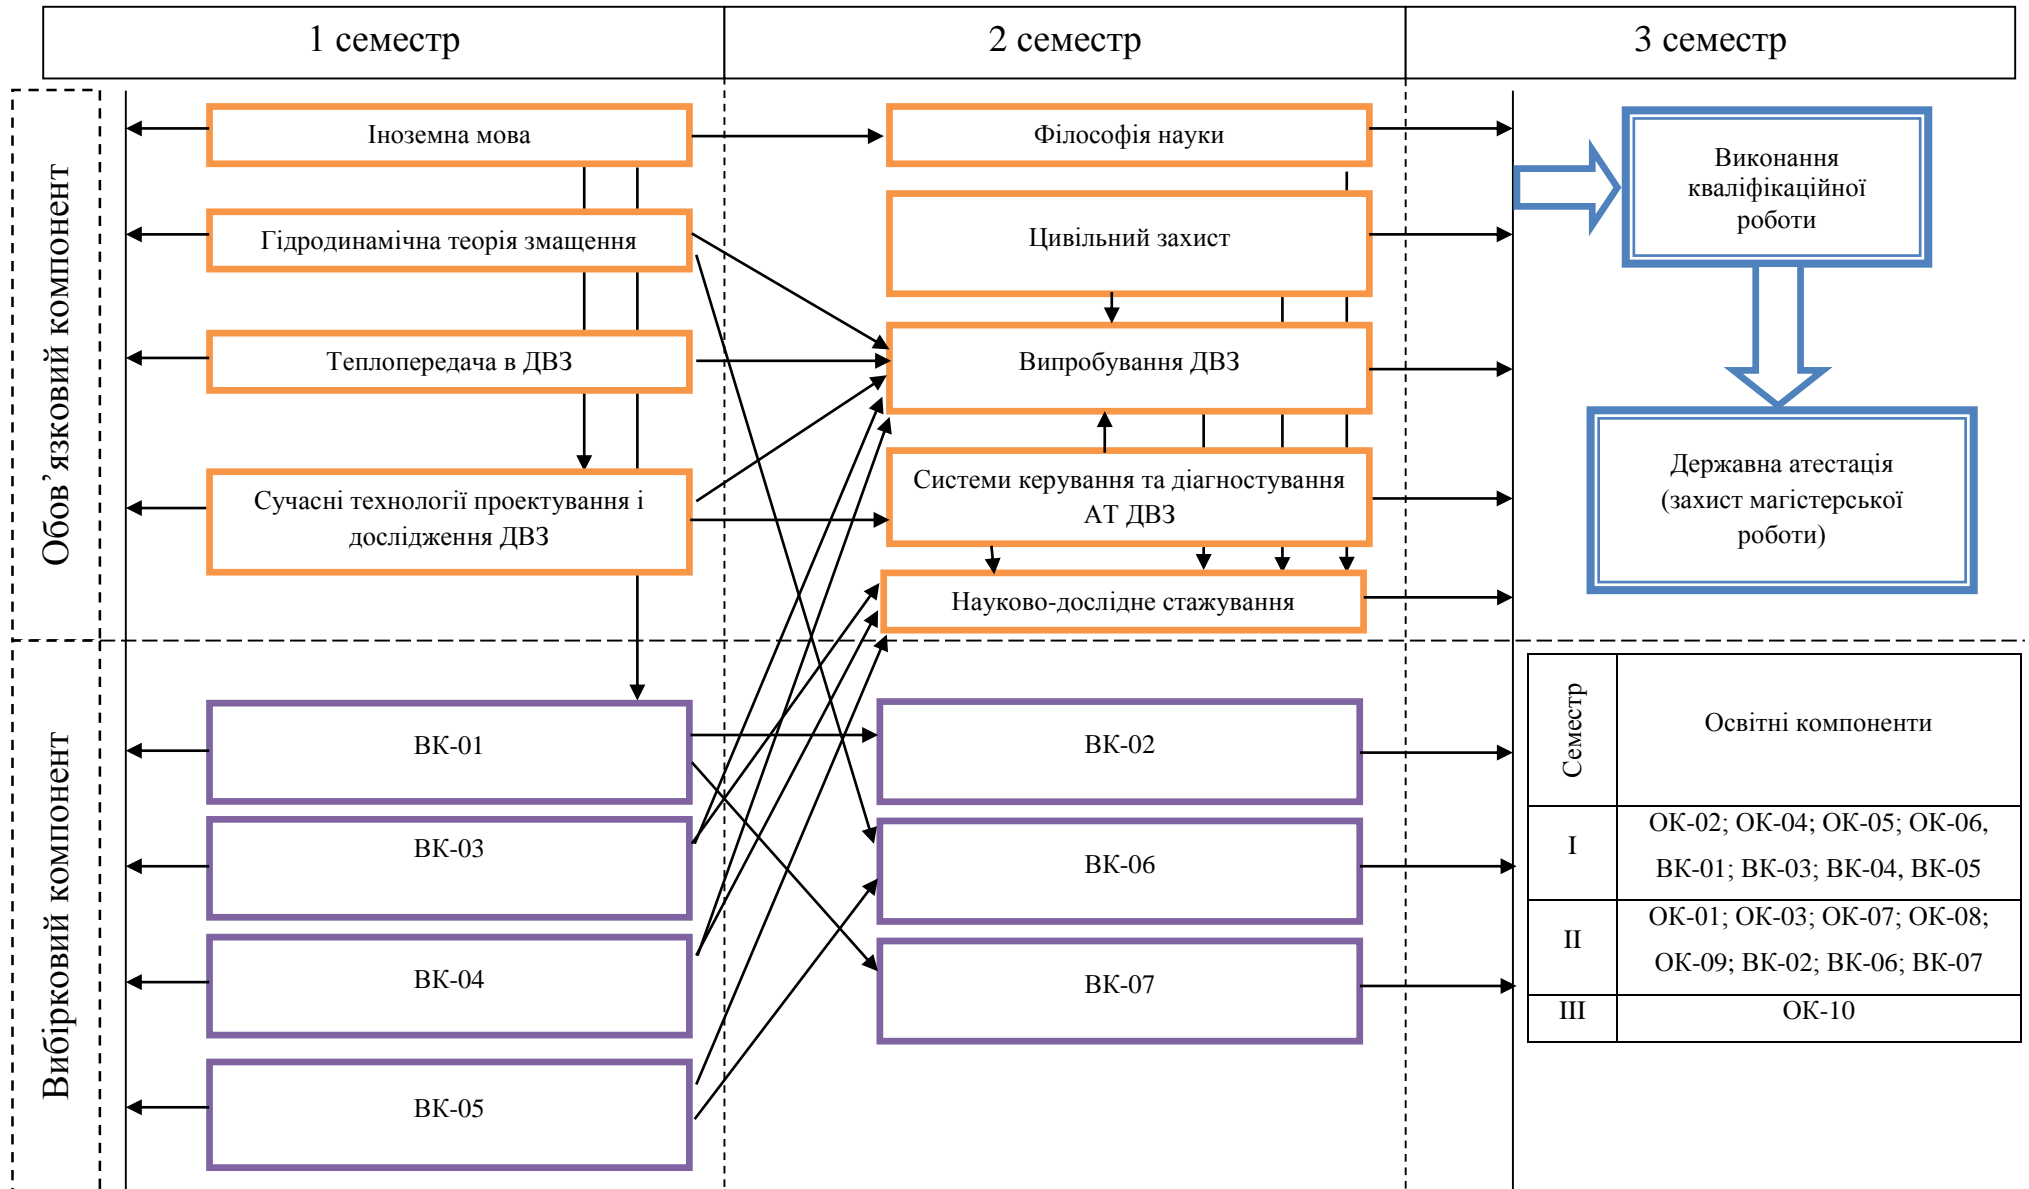 1 семестр
2 семестр
3 семестр
Обов’язковий компонент
Іноземна мова
Гідродинамічна теорія змащення
Теплопередача в ДВЗ
Сучасні технології проектування і
дослідження ДВЗ
Філософія науки
Цивільний захист
Випробування ДВЗ
Системи керування та діагностування
АТ ДВЗ
Науково-дослідне стажування
Виконання
кваліфікаційної
роботи
Державна атестація
(захист магістерської
роботи)
Вибірковий компонент
ВК-01
ВК-03
ВК-04
ВК-05
ВК-02
ВК-06
ВК-07
Семестр
Освітні компоненти
I
ОК-02; ОК-04; ОК-05; ОК-06,
ВК-01; ВК-03; ВК-04, ВК-05
II
ОК-01; ОК-03; ОК-07; ОК-08;
ОК-09; ВК-02; ВК-06; ВК-07
III
ОК-10